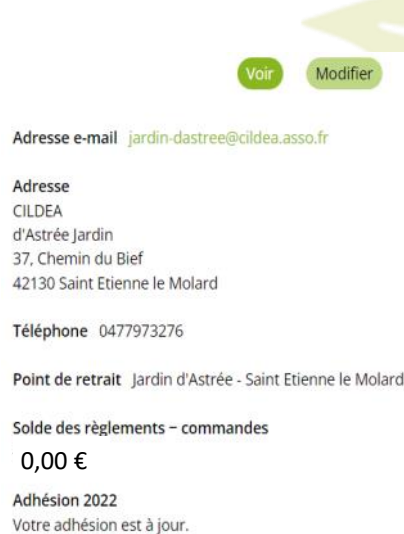 Voir Modifier
Adresse e-mail jardin-dastree@cildea.asso.fr
Adresse
CILDEA
d'Astrée Jardin
37, Chemin du Bief
42130 Saint Etienne le Molard
Téléphone 0477973276
Point de retrait Jardin d'Astrée - Saint Etienne le Molard
Solde des règlements – commandes
0,00 €
Adhésion 2022
Votre adhésion est à jour.